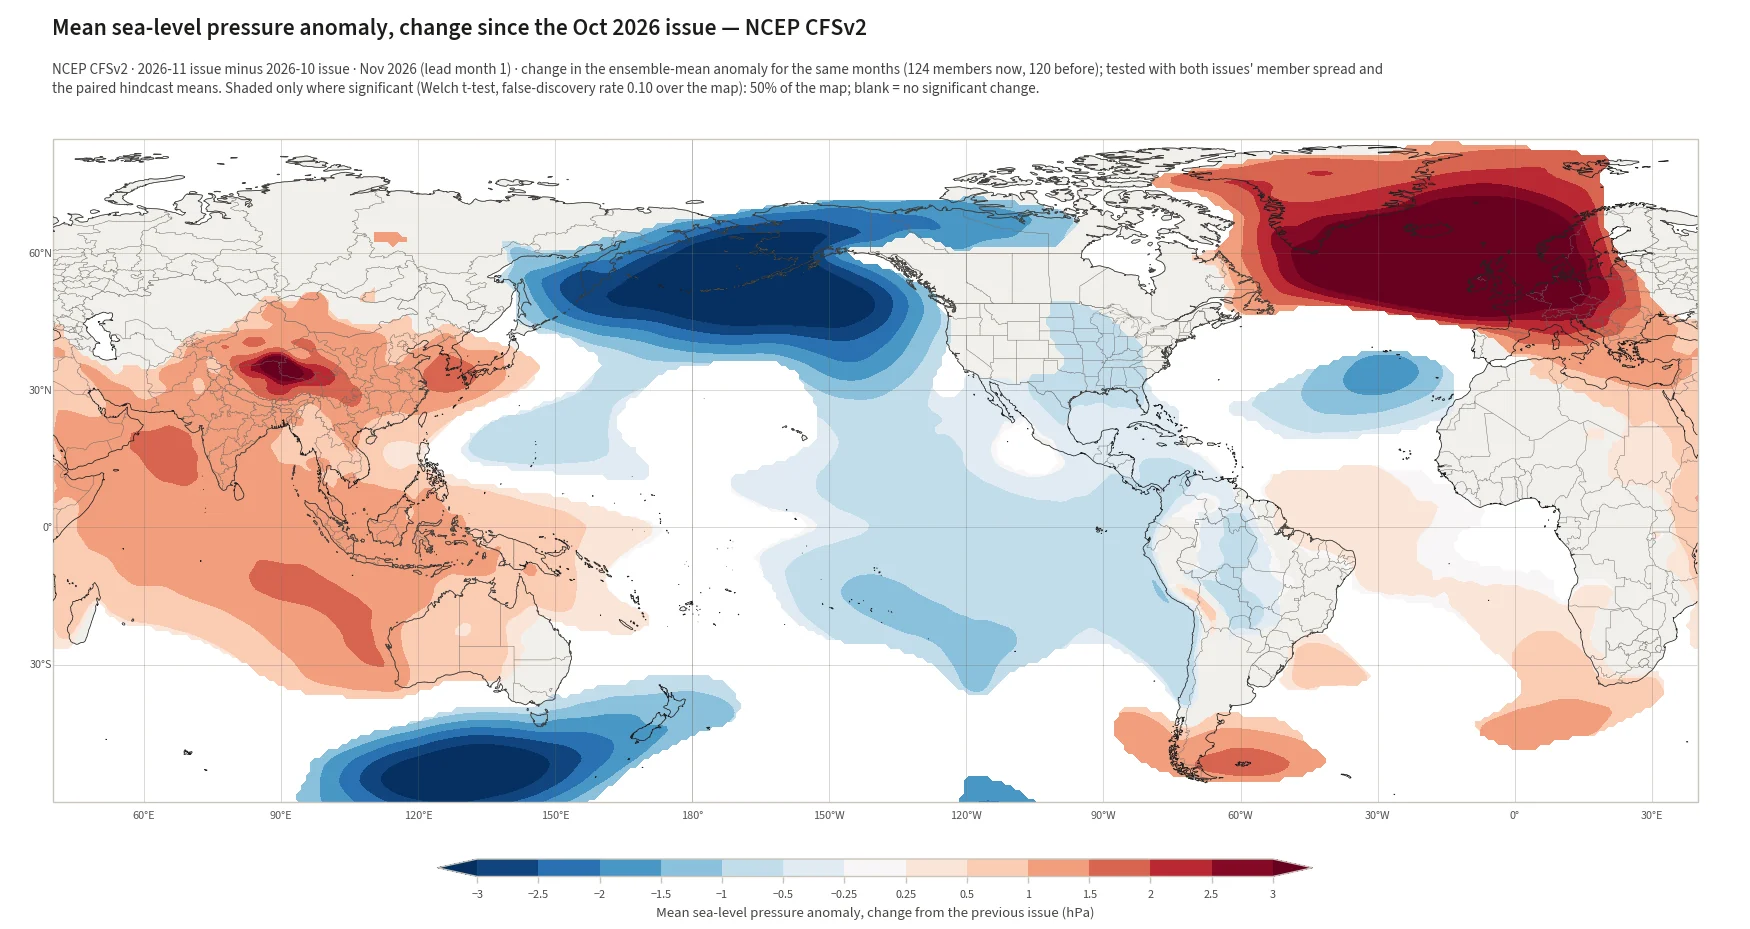 Mean sea-level pressure anomaly, change since the Oct 2026 issue — NCEP CFSv2
NCEP CFSv2 · 2026-11 issue minus 2026-10 issue · Nov 2026 (lead month 1) · change in the ensemble-mean anomaly for the same months (124 members now, 120 before); tested with both issues' member spread and
the paired hindcast means. Shaded only where significant (Welch t-test, false-discovery rate 0.10 over the map): 50% of the map; blank = no significant change.
60°N
30°N
0°
30°S
60°E 90°E 120°E 150°E 180° 150°W 120°W 90°W 60°W 30°W 0° 30°E
−3 −2.5 −2 −1.5 −1 −0.5 −0.25 0.25 0.5 1 1.5 2 2.5 3
Mean sea-level pressure anomaly, change from the previous issue (hPa)